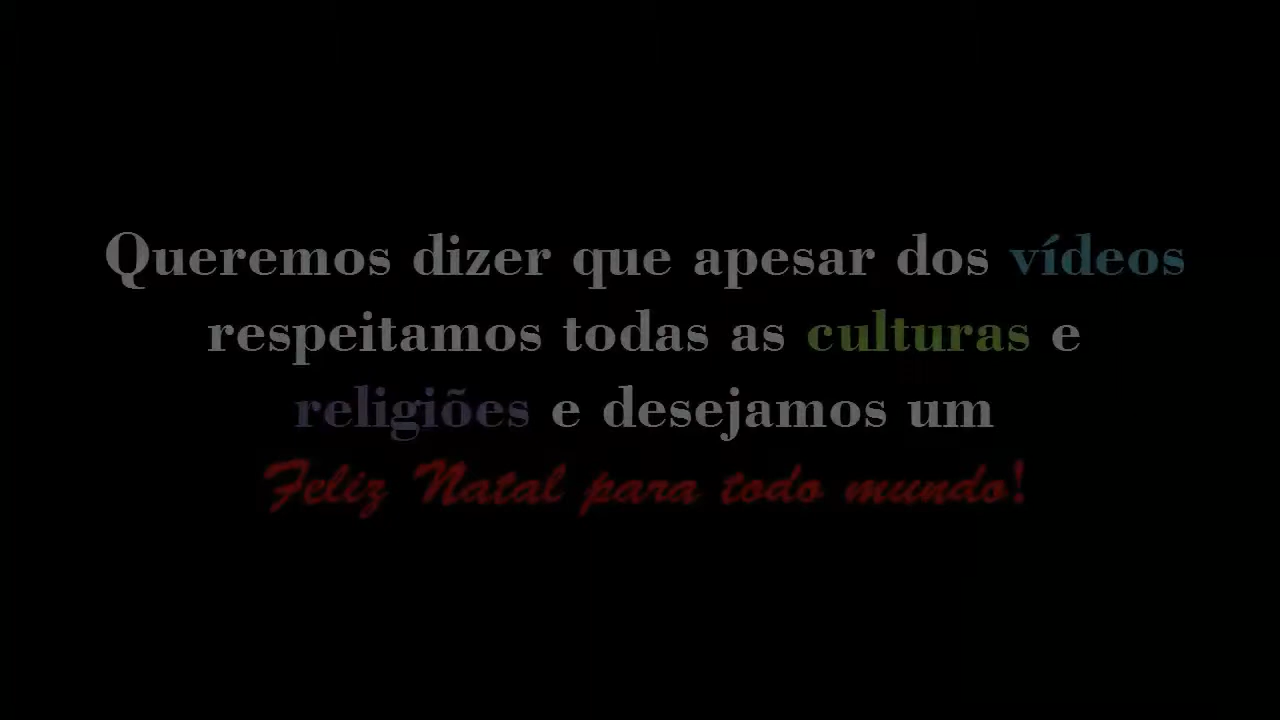 Queremos dizer que apesar dos vídeos
respeitamos todas as culturas e
religiões e desejamos um
Feliz Natal para todo mundo!